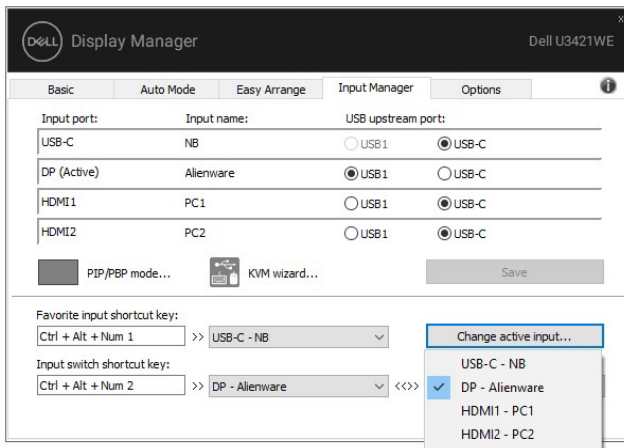 DELL Display Manager Dell U3421WE
Basic Auto Mode Easy Arrange Input Manager Options
Input port: Input name: USB upstream port:
USB-C NB USB1 USB-C
DP (Active) Alienware USB1 USB-C
HDMI1 PC1 USB1 USB-C
HDMI2 PC2 USB1 USB-C
PIP/PBP mode... KVM wizard... Save
Favorite input shortcut key:
Ctrl + Alt + Num 1 >> USB-C - NB Change active input...
Input switch shortcut key:
Ctrl + Alt + Num 2 >> DP - Alienware <<>>
USB-C - NB
DP - Alienware
HDMI1 - PC1
HDMI2 - PC2